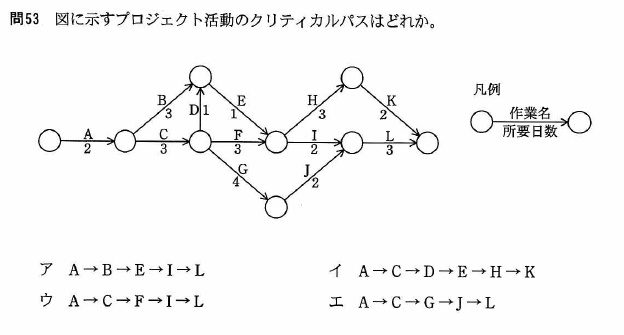 問53 図に示すプロジェクト活動のクリティカルパスはどれか。
凡例
作業名
所要日数
A
2
B
3
C
3
D 1
E
1
F
3
G
4
H
3
I
2
J
2
K
2
L
3
ア A→B→E→I→L
イ A→C→D→E→H→K
ウ A→C→F→I→L
エ A→C→G→J→L